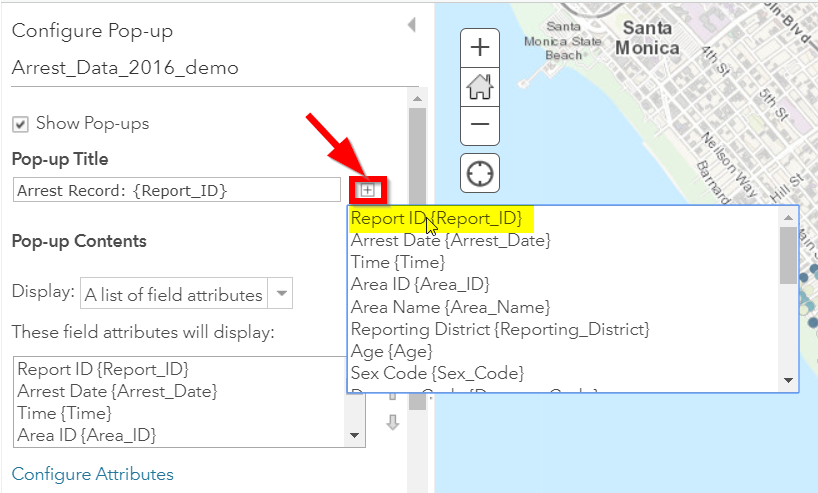 Configure Pop-up
Arrest_Data_2016_demo
Show Pop-ups
Pop-up Title
Arrest Record: {Report_ID}
Report ID {Report_ID}
Arrest Date {Arrest_Date}
Time {Time}
Area ID {Area_ID}
Area Name {Area_Name}
Reporting District {Reporting_District}
Age {Age}
Sex Code {Sex_Code}
Pop-up Contents
Display: A list of field attributes
These field attributes will display:
Report ID {Report_ID}
Arrest Date {Arrest_Date}
Time {Time}
Area ID {Area_ID}
Configure Attributes
Santa
Monica State
Beach
Santa
Monica
4th St
5th St
Neilson Way
Barnard
Hill St